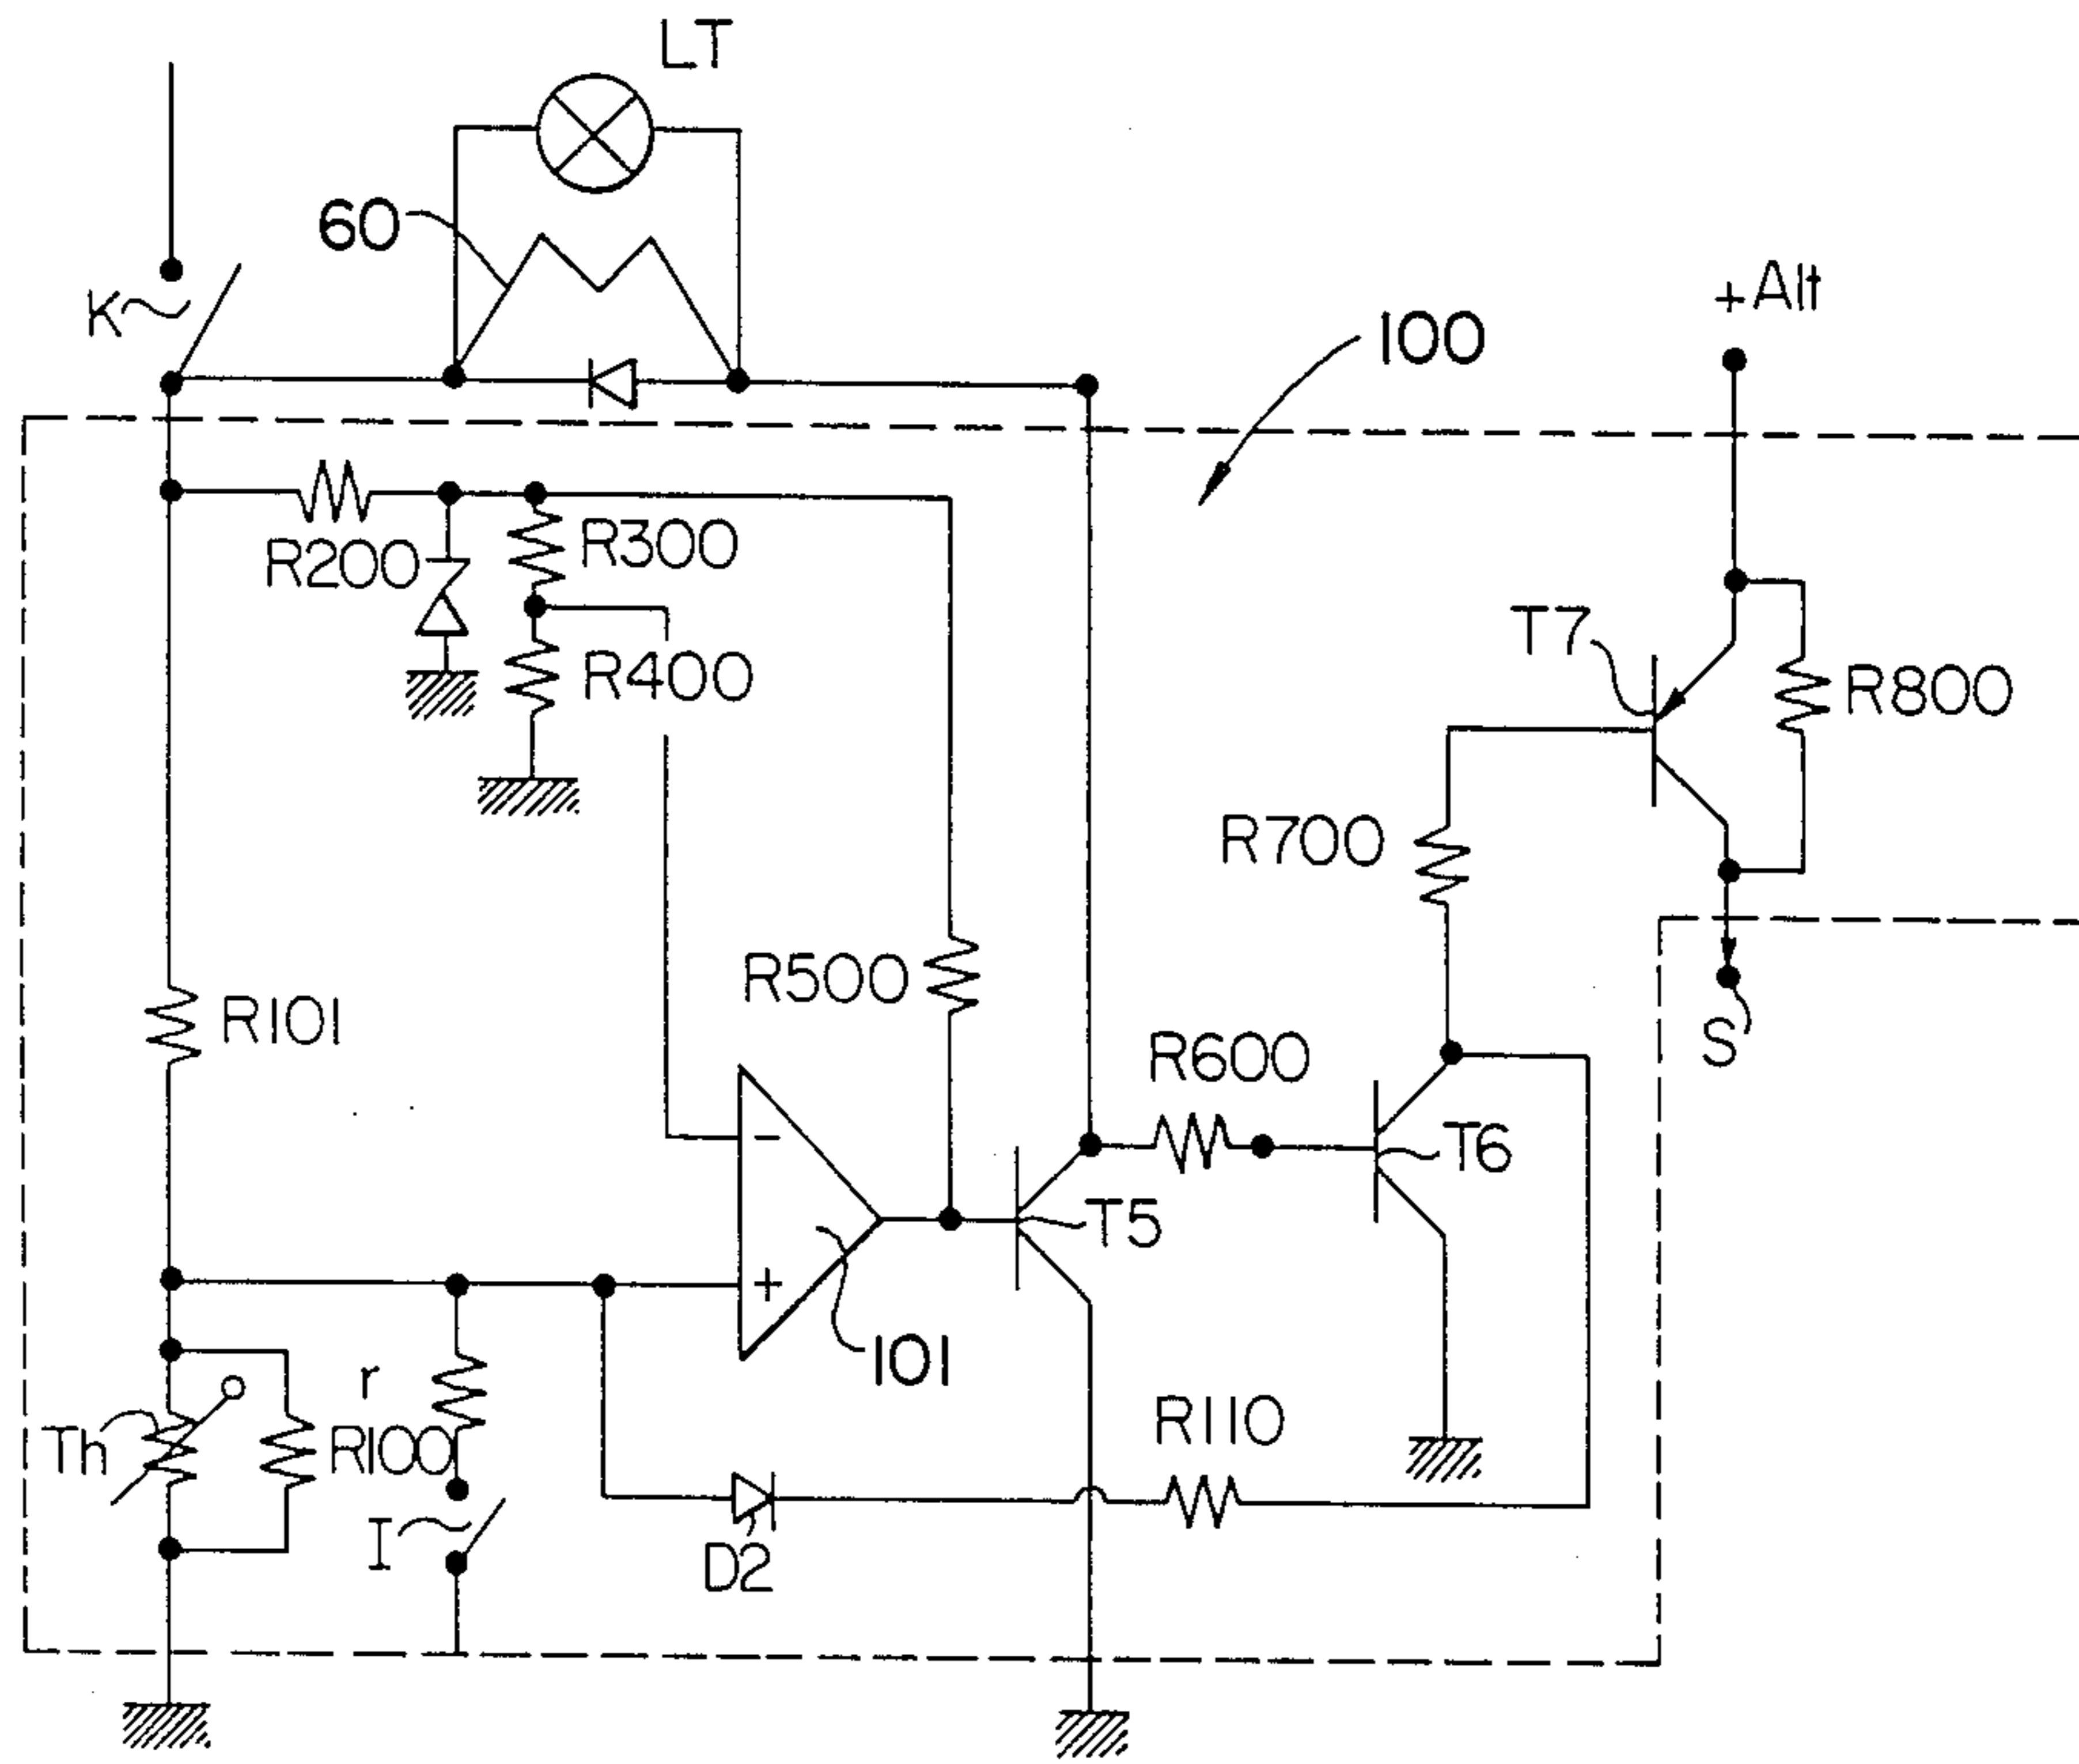 LT
60
K
+Alt
100
R200
R300
R400
T7
R800
R700
R500
R101
S
R600
T6
-
T5
+
101
r
R100
Th
R110
I
D2